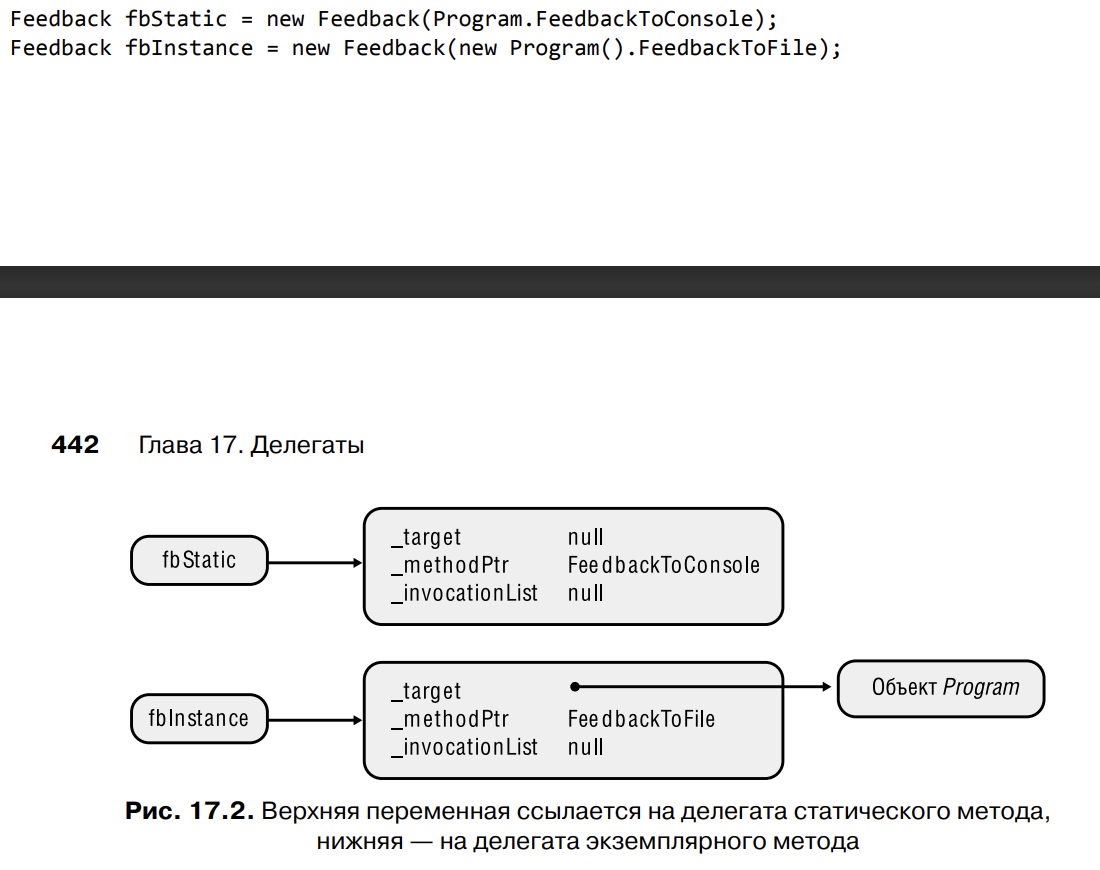 Feedback fbStatic = new Feedback(Program.FeedbackToConsole);
Feedback fbInstance = new Feedback(new Program().FeedbackToFile);
442 Глава 17. Делегаты
fbStatic
_target null
_methodPtr FeedbackToConsole
_invocationList null
fbInstance
_target
_methodPtr FeedbackToFile
_invocationList null
Объект Program
Рис. 17.2. Верхняя переменная ссылается на делегата статического метода,
нижняя — на делегата экземплярного метода